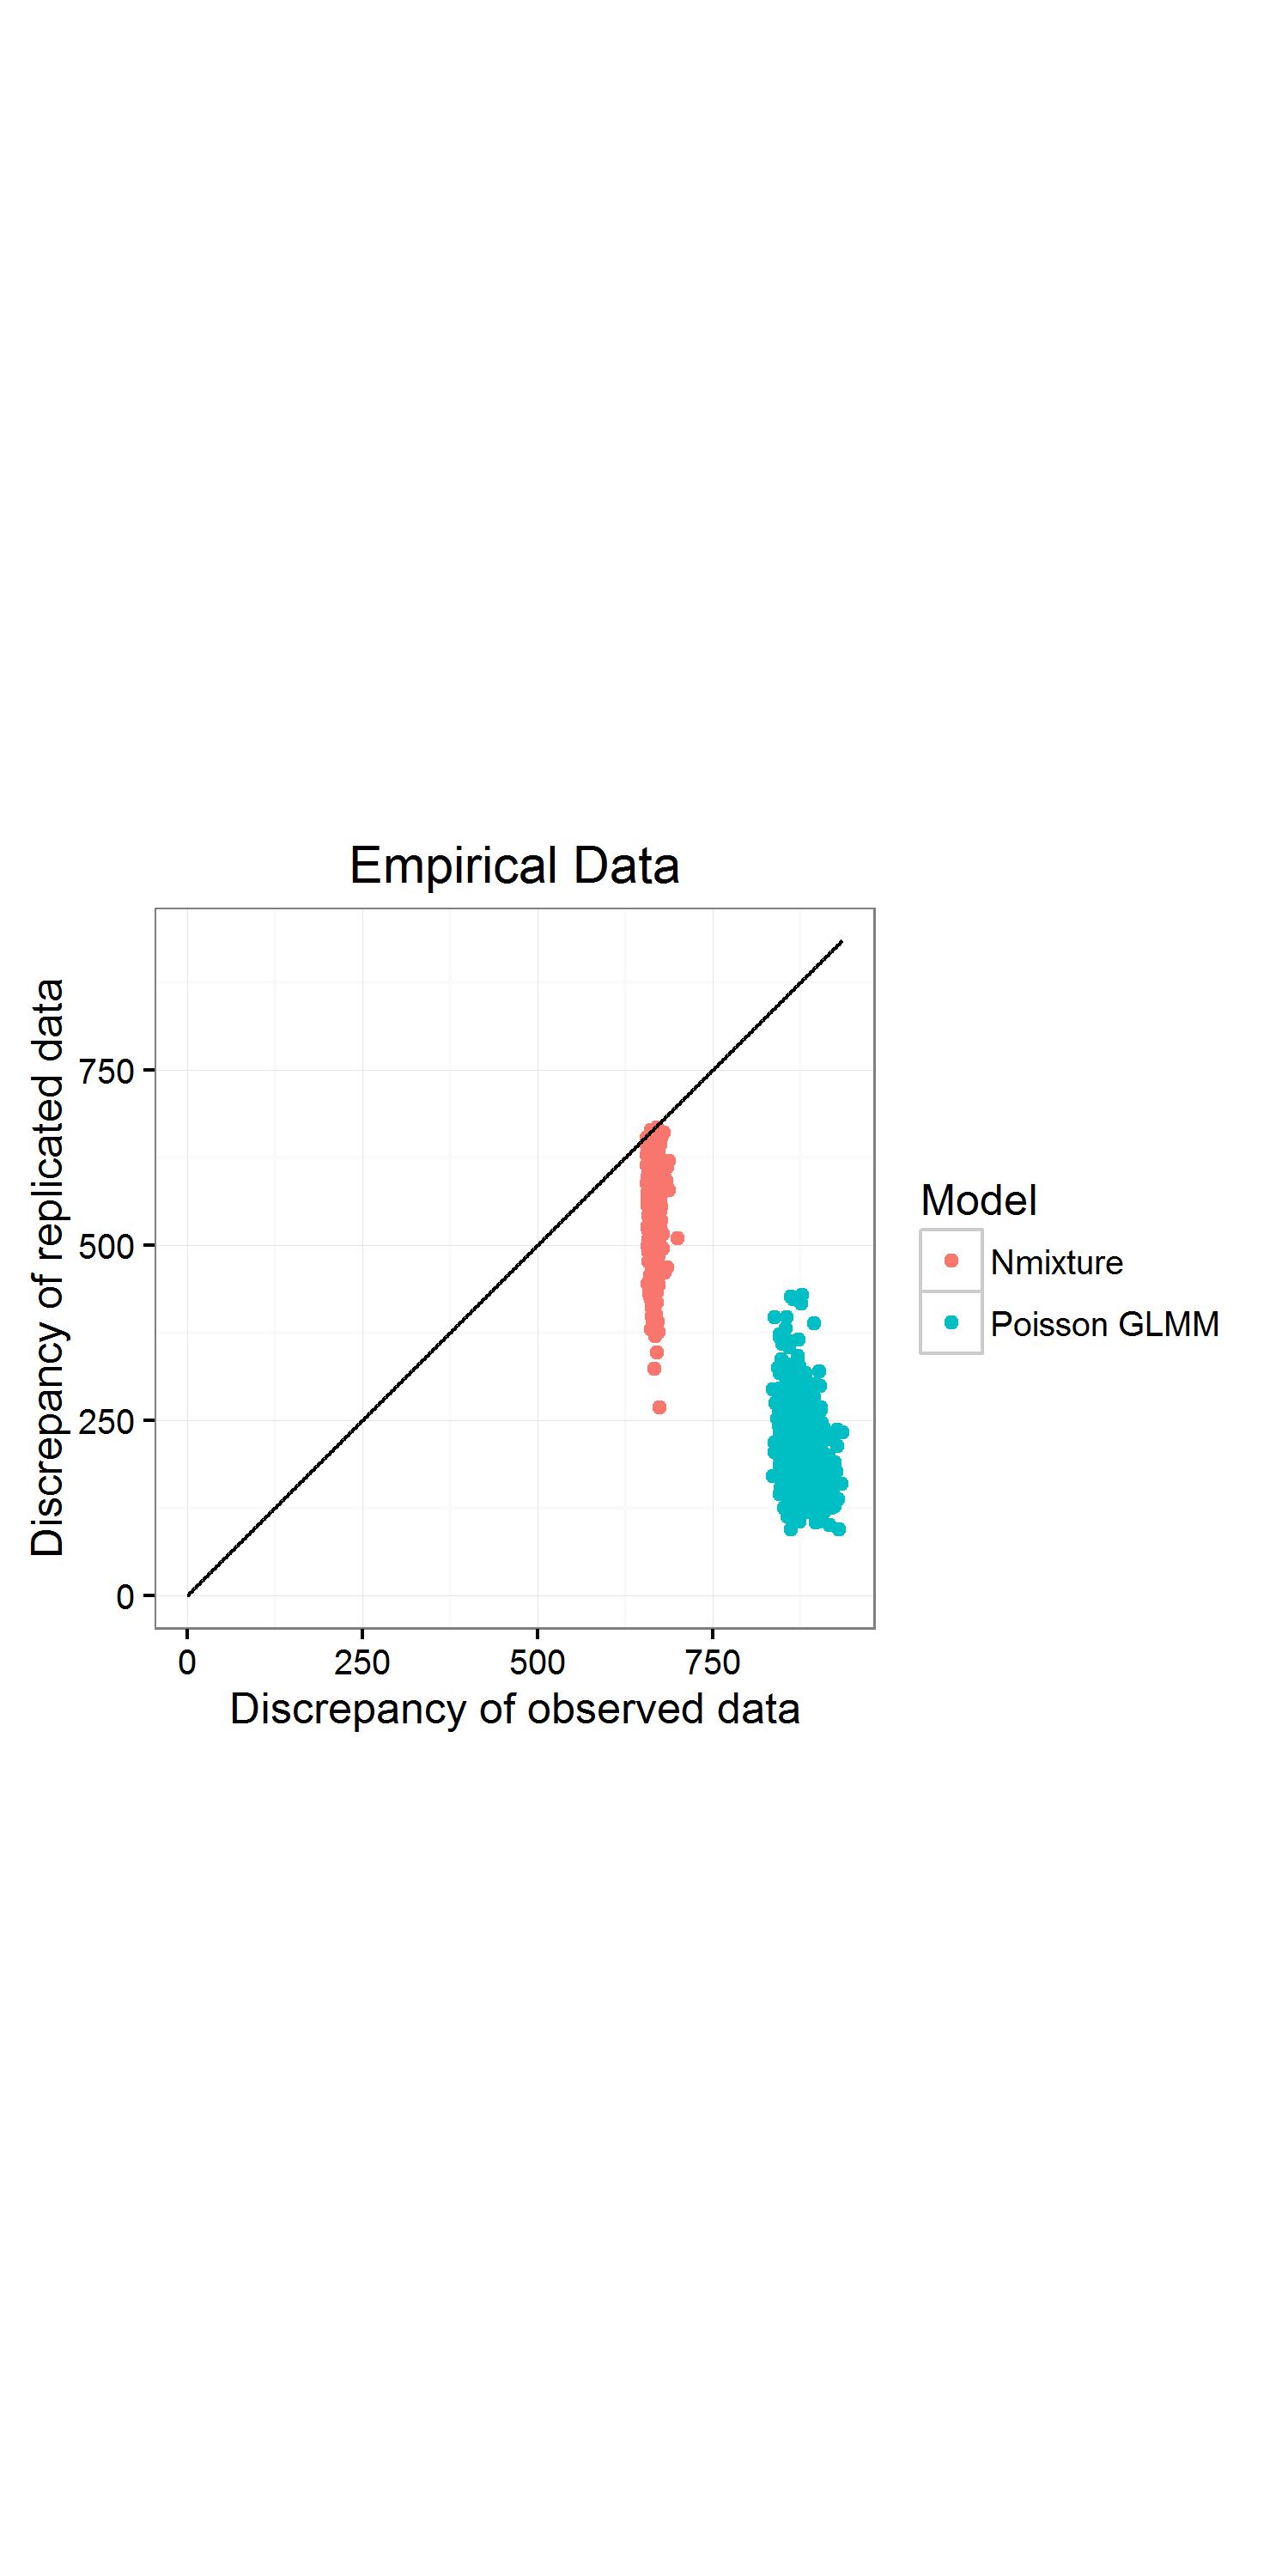 Empirical Data
Discrepancy of replicated data
750
500
250
0
0 250 500 750
Discrepancy of observed data
Model
Nmixture
Poisson GLMM